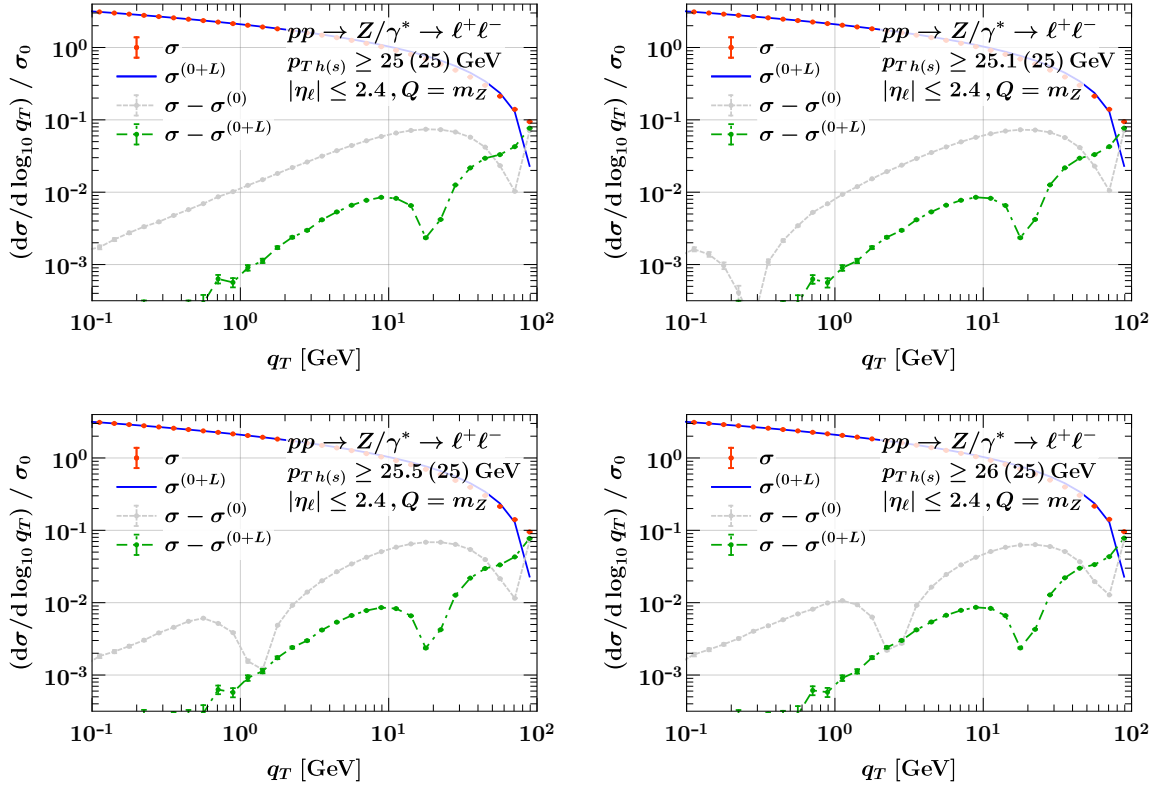 pp → Z/γ* → ℓ⁺ℓ⁻
p_{T h(s)} ≥ 25 (25) GeV
|η_ℓ| ≤ 2.4 , Q = m_Z
σ
σ^{(0+L)}
σ − σ^{(0)}
σ − σ^{(0+L)}
(dσ/d log₁₀ q_T) / σ₀
10⁰
10⁻¹
10⁻²
10⁻³
10⁻¹ 10⁰ 10¹ 10²
q_T [GeV]
pp → Z/γ* → ℓ⁺ℓ⁻
p_{T h(s)} ≥ 25.1 (25) GeV
|η_ℓ| ≤ 2.4 , Q = m_Z
σ
σ^{(0+L)}
σ − σ^{(0)}
σ − σ^{(0+L)}
(dσ/d log₁₀ q_T) / σ₀
10⁰
10⁻¹
10⁻²
10⁻³
10⁻¹ 10⁰ 10¹ 10²
q_T [GeV]
pp → Z/γ* → ℓ⁺ℓ⁻
p_{T h(s)} ≥ 25.5 (25) GeV
|η_ℓ| ≤ 2.4 , Q = m_Z
σ
σ^{(0+L)}
σ − σ^{(0)}
σ − σ^{(0+L)}
(dσ/d log₁₀ q_T) / σ₀
10⁰
10⁻¹
10⁻²
10⁻³
10⁻¹ 10⁰ 10¹ 10²
q_T [GeV]
pp → Z/γ* → ℓ⁺ℓ⁻
p_{T h(s)} ≥ 26 (25) GeV
|η_ℓ| ≤ 2.4 , Q = m_Z
σ
σ^{(0+L)}
σ − σ^{(0)}
σ − σ^{(0+L)}
(dσ/d log₁₀ q_T) / σ₀
10⁰
10⁻¹
10⁻²
10⁻³
10⁻¹ 10⁰ 10¹ 10²
q_T [GeV]